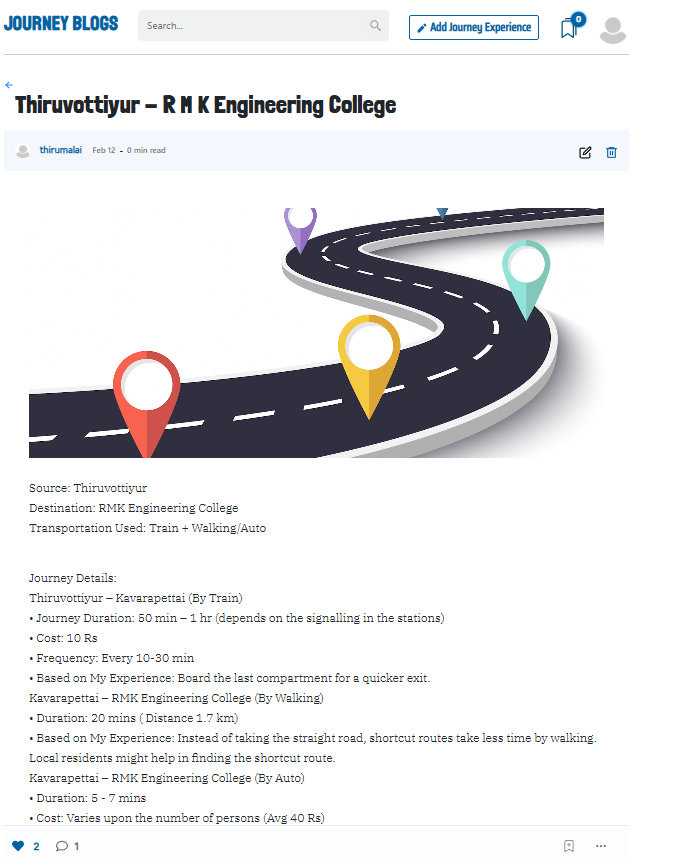 JOURNEY BLOGS
Search...
Add Journey Experience
0
Thiruvottiyur – R M K Engineering College
thirumalai Feb 12 - 0 min read
Source: Thiruvottiyur
Destination: RMK Engineering College
Transportation Used: Train + Walking/Auto
Journey Details:
Thiruvottiyur – Kavarapettai (By Train)
• Journey Duration: 50 min – 1 hr (depends on the signalling in the stations)
• Cost: 10 Rs
• Frequency: Every 10-30 min
• Based on My Experience: Board the last compartment for a quicker exit.
Kavarapettai – RMK Engineering College (By Walking)
• Duration: 20 mins ( Distance 1.7 km)
• Based on My Experience: Instead of taking the straight road, shortcut routes take less time by walking.
Local residents might help in finding the shortcut route.
Kavarapettai – RMK Engineering College (By Auto)
• Duration: 5 - 7 mins
• Cost: Varies upon the number of persons (Avg 40 Rs)
2 1